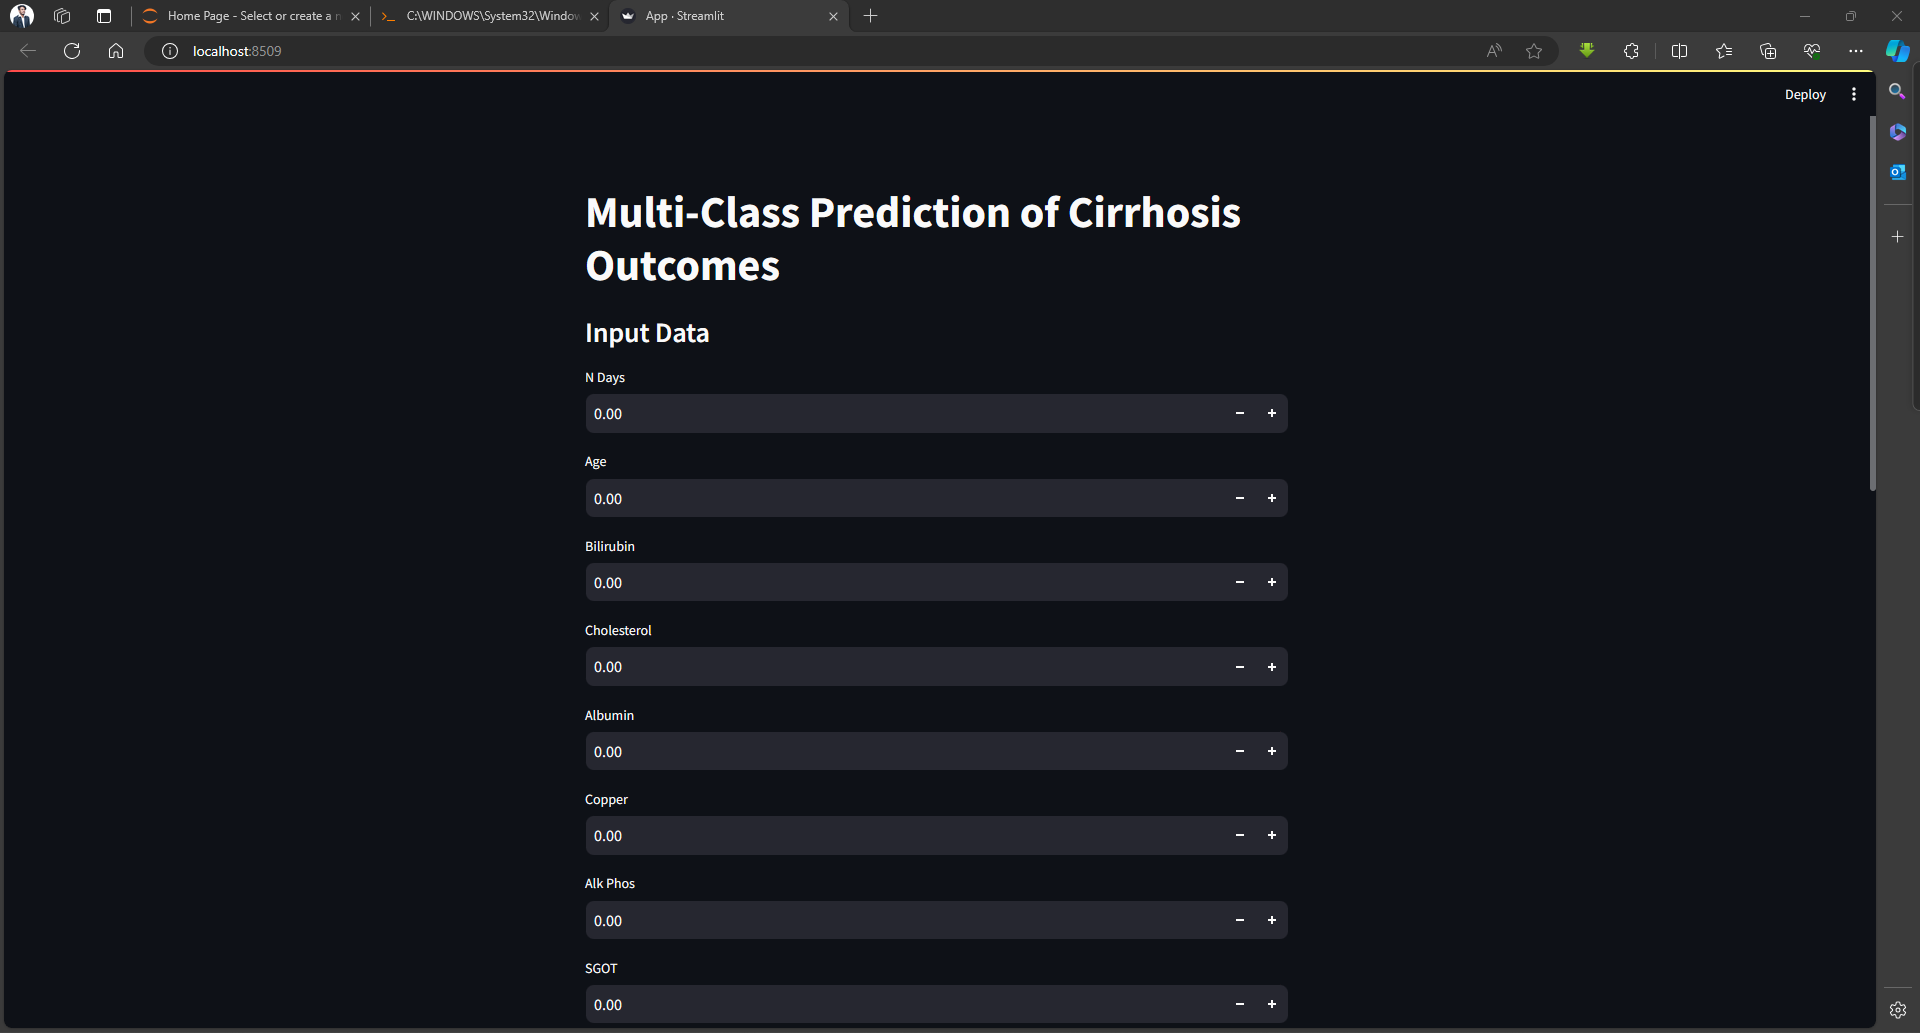 Home Page - Select or create a n
C:\WINDOWS\System32\Window
App · Streamlit
localhost:8509
Deploy
Multi-Class Prediction of Cirrhosis
Outcomes
Input Data
N Days
0.00
Age
0.00
Bilirubin
0.00
Cholesterol
0.00
Albumin
0.00
Copper
0.00
Alk Phos
0.00
SGOT
0.00